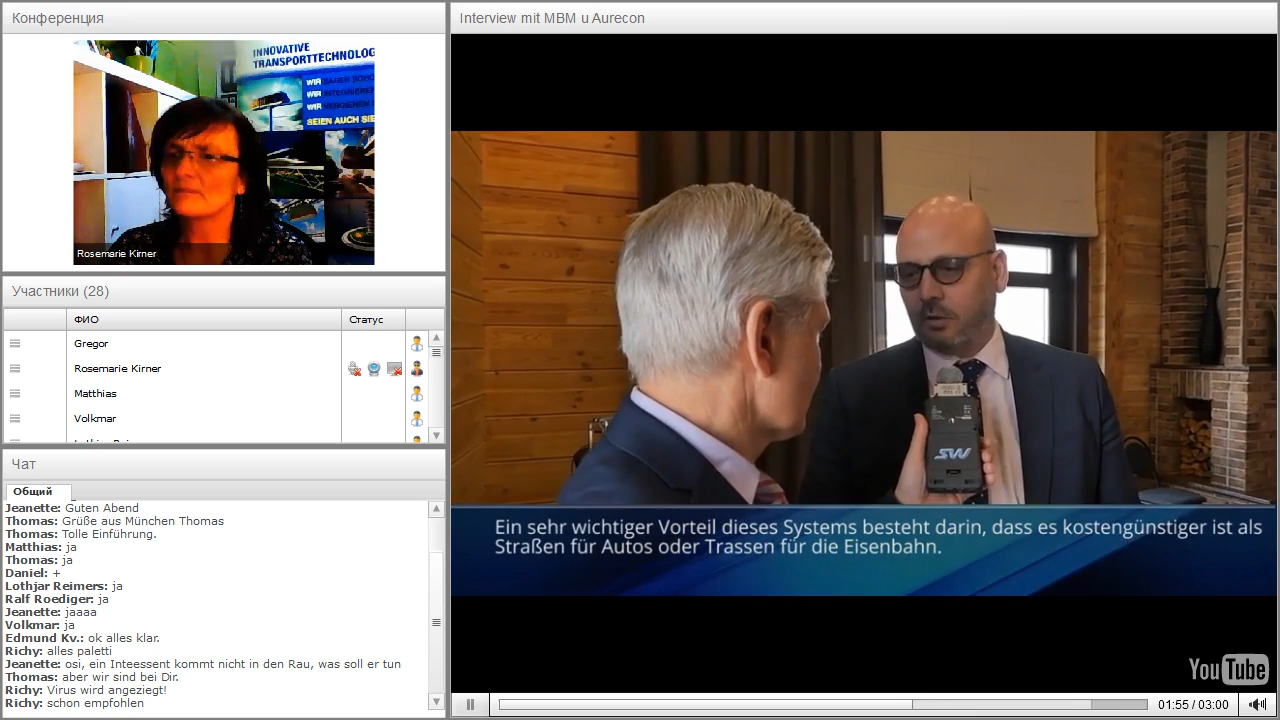 Конференция
INNOVATIVE
TRANSPORTTECHNOLOG
WIR
WIR
WIR
SEIEN AUCH SIE
Rosemarie Kirner
Участники (28)
ФИО Статус
Gregor
Rosemarie Kirner
Matthias
Volkmar
Чат
Общий
Jeanette: Guten Abend
Thomas: Grüße aus München Thomas
Thomas: Tolle Einführung.
Matthias: ja
Thomas: ja
Daniel: +
Lothjar Reimers: ja
Ralf Roediger: ja
Jeanette: jaaaa
Volkmar: ja
Edmund Kv.: ok alles klar.
Richy: alles paletti
Jeanette: osi, ein Inteessent kommt nicht in den Rau, was soll er tun
Thomas: aber wir sind bei Dir.
Richy: Virus wird angeziegt!
Richy: schon empfohlen
Interview mit MBM u Aurecon
SW
Ein sehr wichtiger Vorteil dieses Systems besteht darin, dass es kostengünstiger ist als
Straßen für Autos oder Trassen für die Eisenbahn.
YouTube
01:55 / 03:00